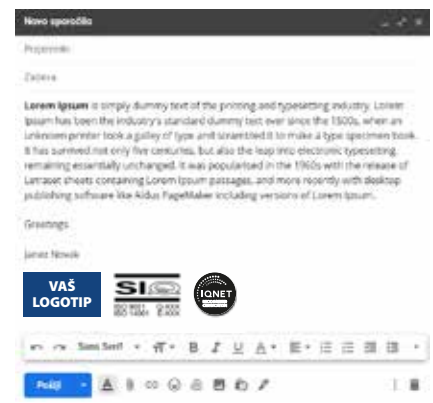 Novo sporočilo
Prejemniki
Zadeva
Lorem Ipsum is simply dummy text of the printing and typesetting industry. Lorem
Ipsum has been the industry's standard dummy text ever since the 1500s, when an
unknown printer took a galley of type and scrambled it to make a type specimen book.
It has survived not only five centuries, but also the leap into electronic typesetting,
remaining essentially unchanged. It was popularised in the 1960s with the release of
Letraset sheets containing Lorem Ipsum passages, and more recently with desktop
publishing software like Aldus PageMaker including versions of Lorem Ipsum.
Greetings
Janez Novak
VAŠ
LOGOTIP
SIQ
IQNET
Sans Serif
Pošlji